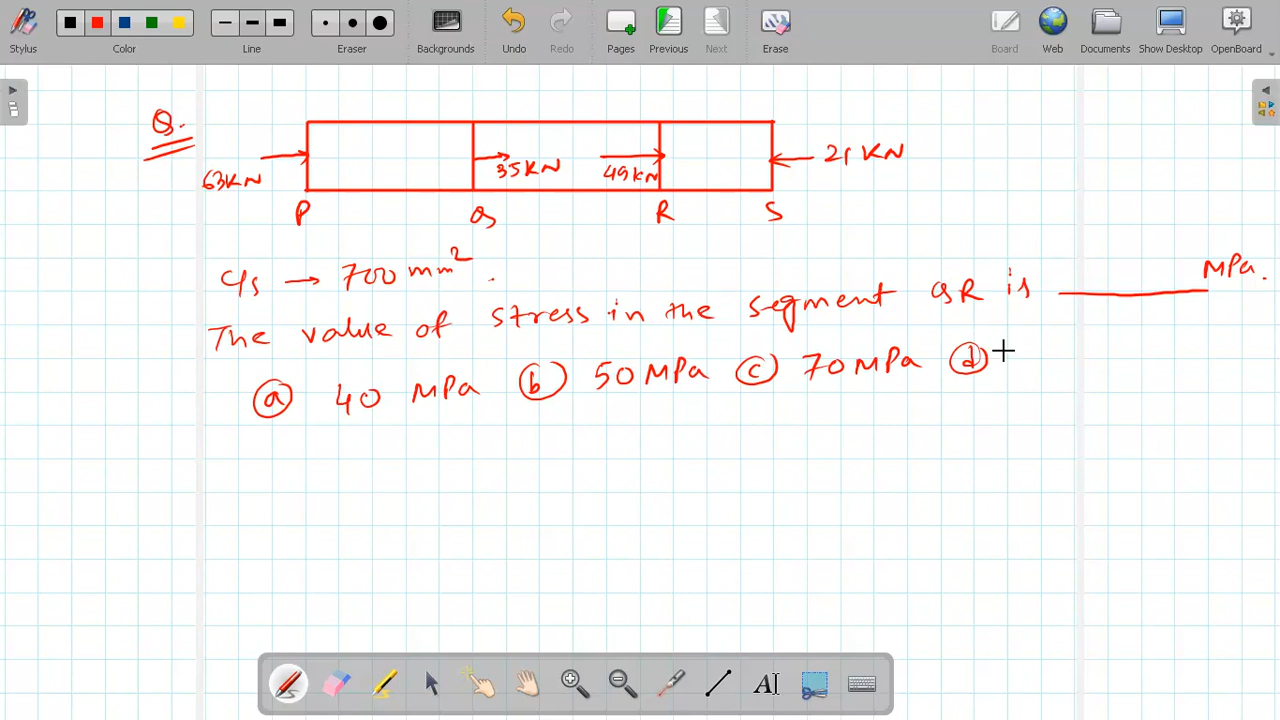 Stylus Color Line Eraser Backgrounds Undo Redo Pages Previous Next Erase Board Web Documents Show Desktop OpenBoard
Q.
63KN 35KN 49KN 21KN
P Q R S
C/s → 700 mm².
The value of stress in the segment QR is ______ MPa.
(a) 40 MPa (b) 50 MPa (c) 70 MPa (d)